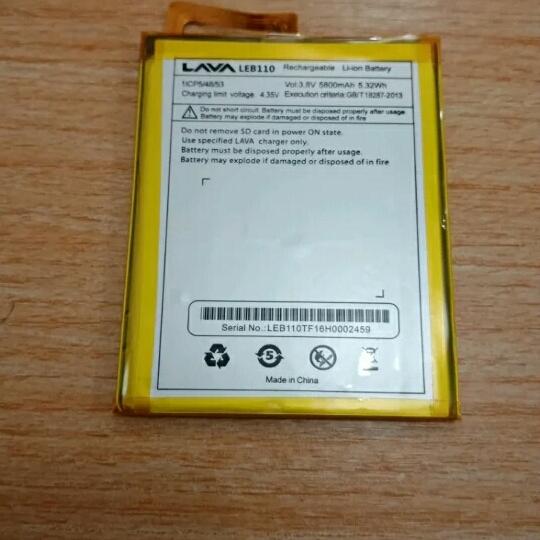 LAVA LEB110 Rechargeable Li-ion Battery
1ICP5/48/53 Vol:3.8V 5800mAh 5.32Wh
Charging limit voltage: 4.35V Execution criteria:GB/T18287-2013
Do not short circuit. Battery must be disposed properly after usage
Battery may explode if damaged or disposed of in fire
Do not remove SD card in power ON state.
Use specified LAVA charger only.
Battery must be disposed properly after usage.
Battery may explode if damaged or disposed of in fire
Serial No.:LEB110TF16H0002459
5
Made in China